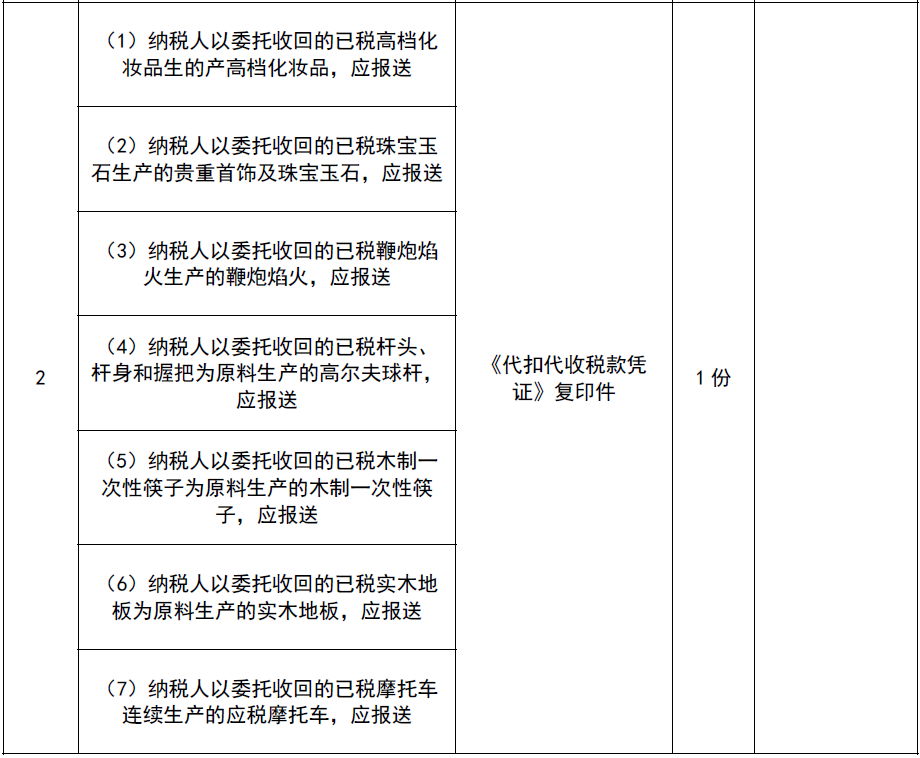 2
（1）纳税人以委托收回的已税高档化
妆品生的产高档化妆品，应报送
（2）纳税人以委托收回的已税珠宝玉
石生产的贵重首饰及珠宝玉石，应报送
（3）纳税人以委托收回的已税鞭炮焰
火生产的鞭炮焰火，应报送
（4）纳税人以委托收回的已税杆头、
杆身和握把为原料生产的高尔夫球杆，
应报送
（5）纳税人以委托收回的已税木制一
次性筷子为原料生产的木制一次性筷
子，应报送
（6）纳税人以委托收回的已税实木地
板为原料生产的实木地板，应报送
（7）纳税人以委托收回的已税摩托车
连续生产的应税摩托车，应报送
《代扣代收税款凭
证》复印件
1 份